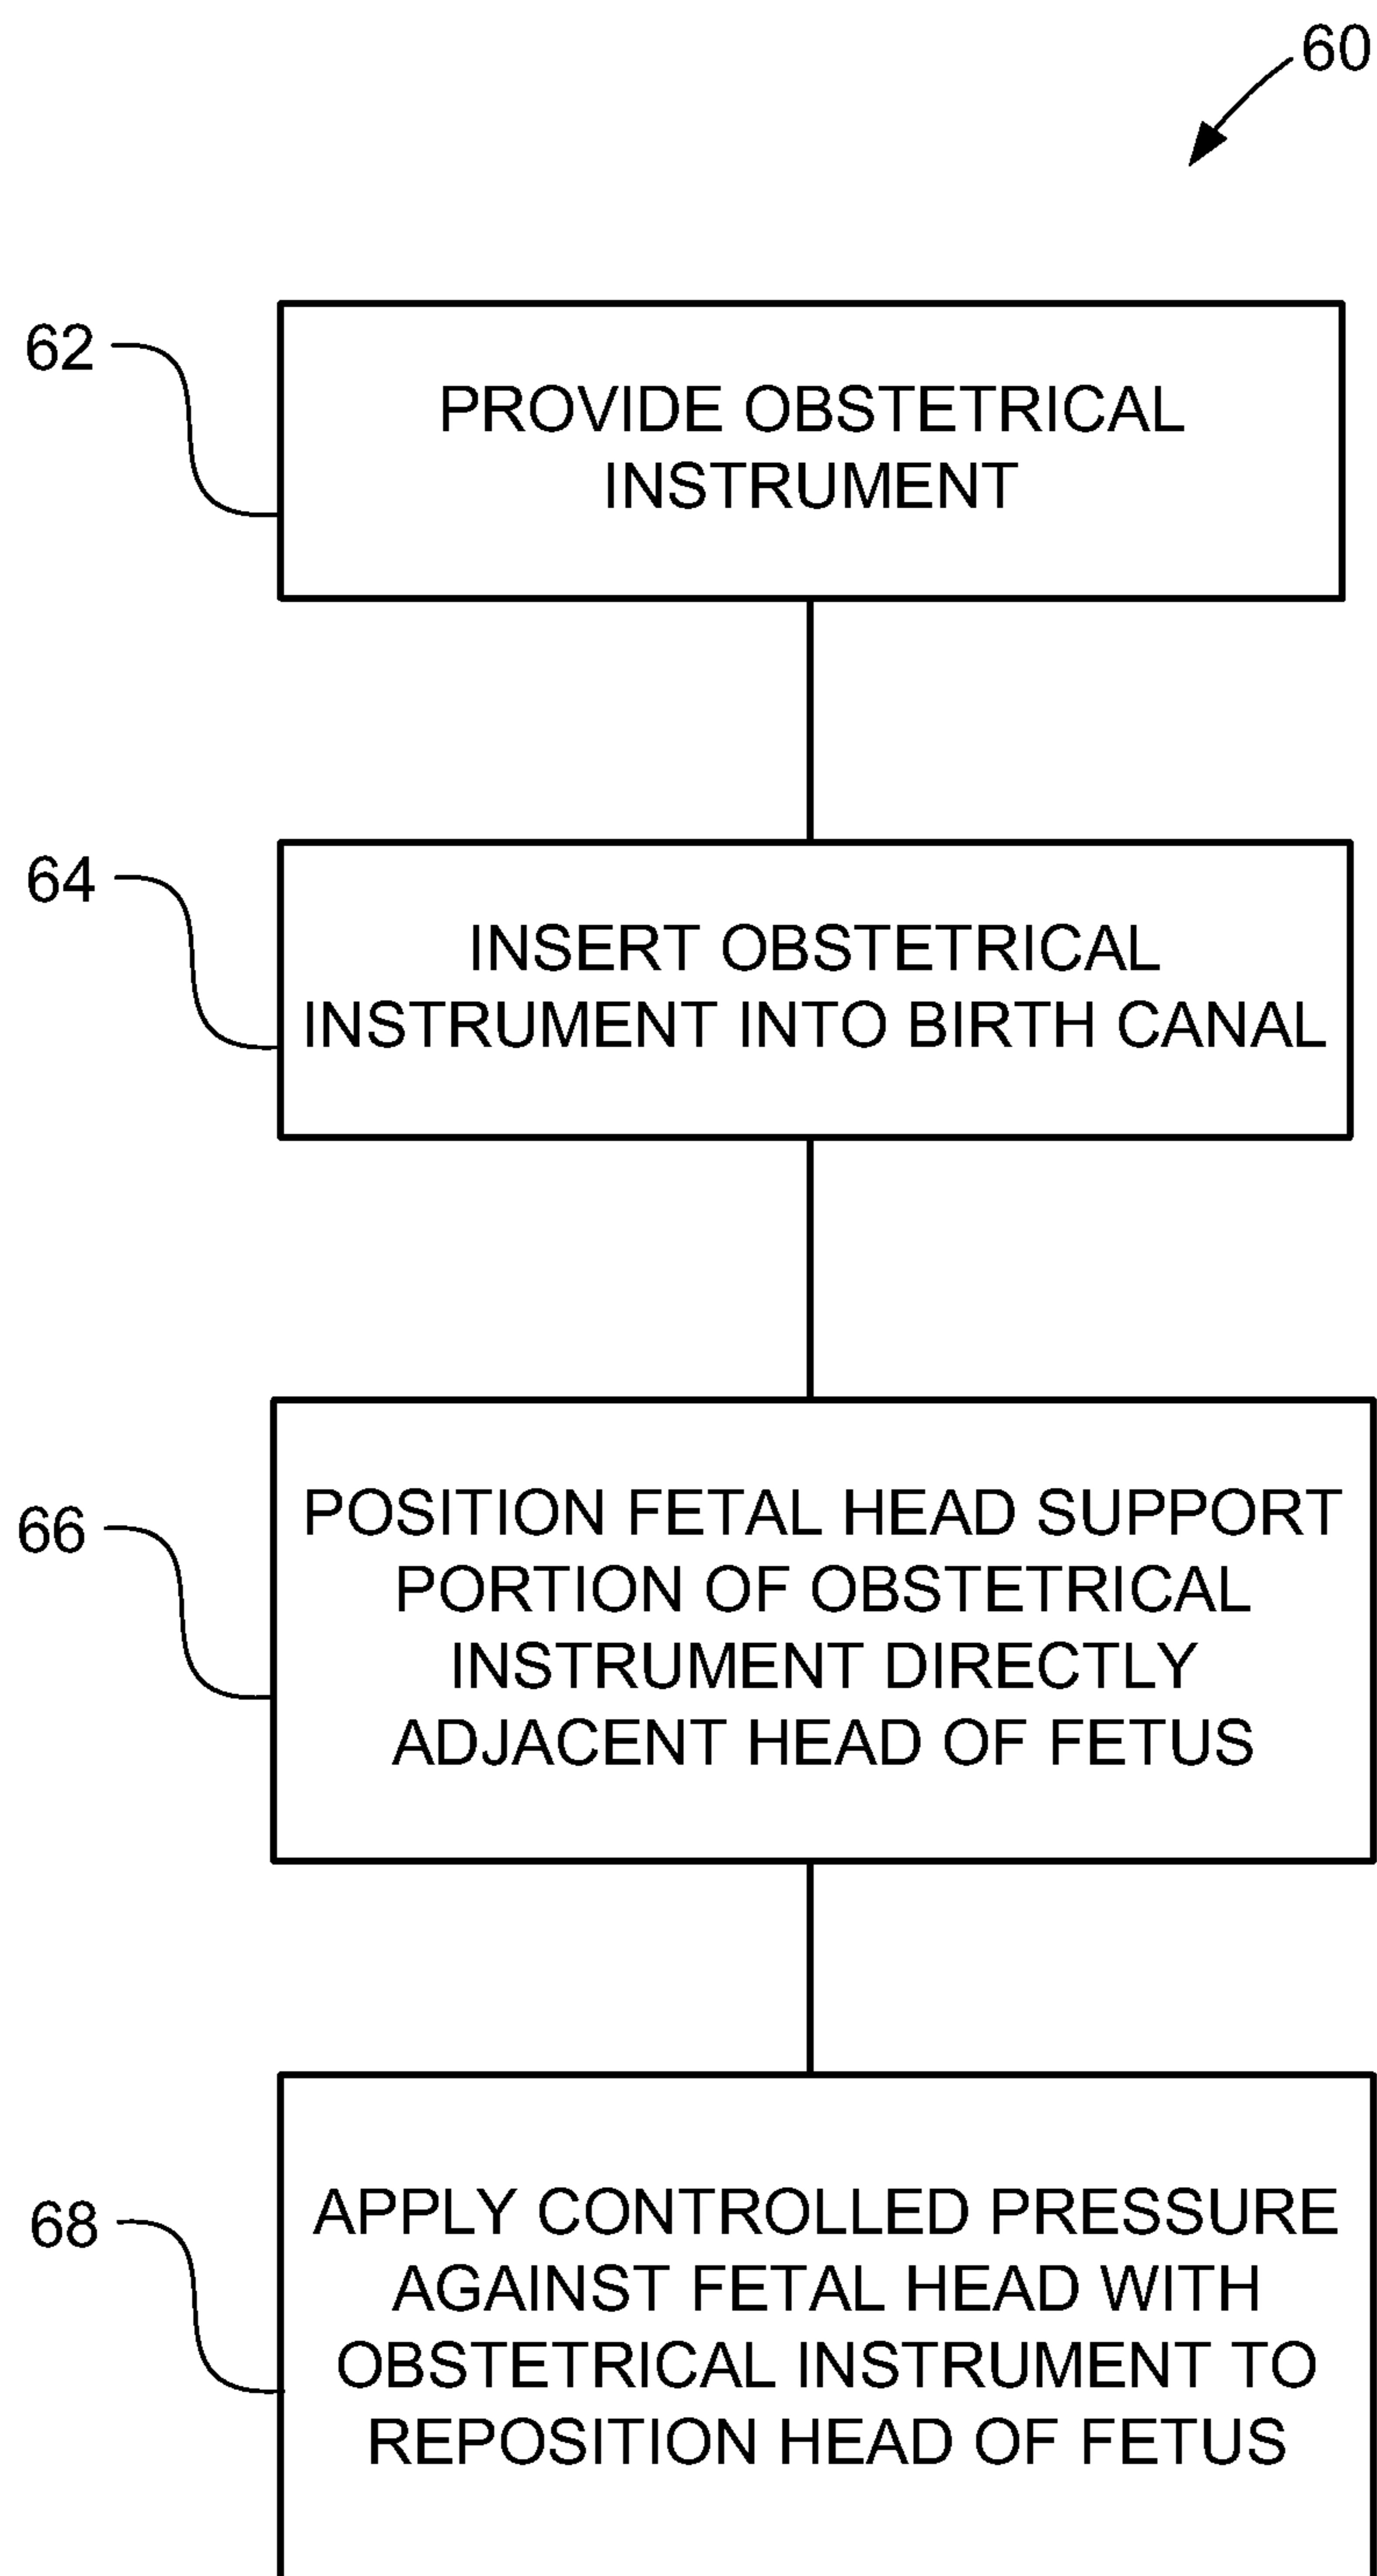 60
62
PROVIDE OBSTETRICAL
INSTRUMENT
64
INSERT OBSTETRICAL
INSTRUMENT INTO BIRTH CANAL
66
POSITION FETAL HEAD SUPPORT
PORTION OF OBSTETRICAL
INSTRUMENT DIRECTLY
ADJACENT HEAD OF FETUS
68
APPLY CONTROLLED PRESSURE
AGAINST FETAL HEAD WITH
OBSTETRICAL INSTRUMENT TO
REPOSITION HEAD OF FETUS